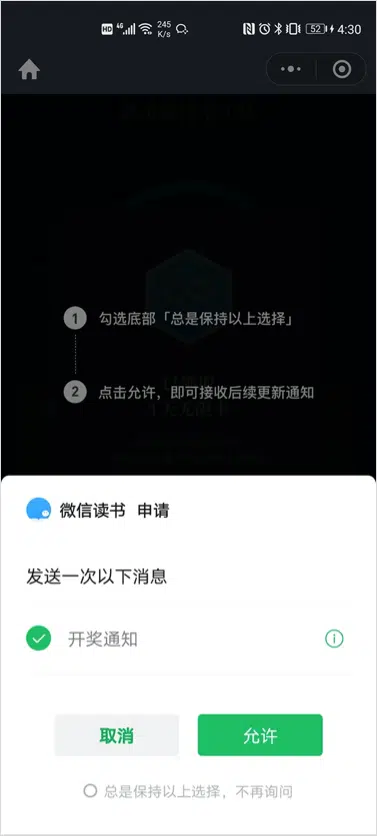 HD 4G 245 K/s 52 4:30
1 勾选底部「总是保持以上选择」
2 点击允许，即可接收后续更新通知
微信读书 申请
发送一次以下消息
开奖通知
取消 允许
总是保持以上选择，不再询问